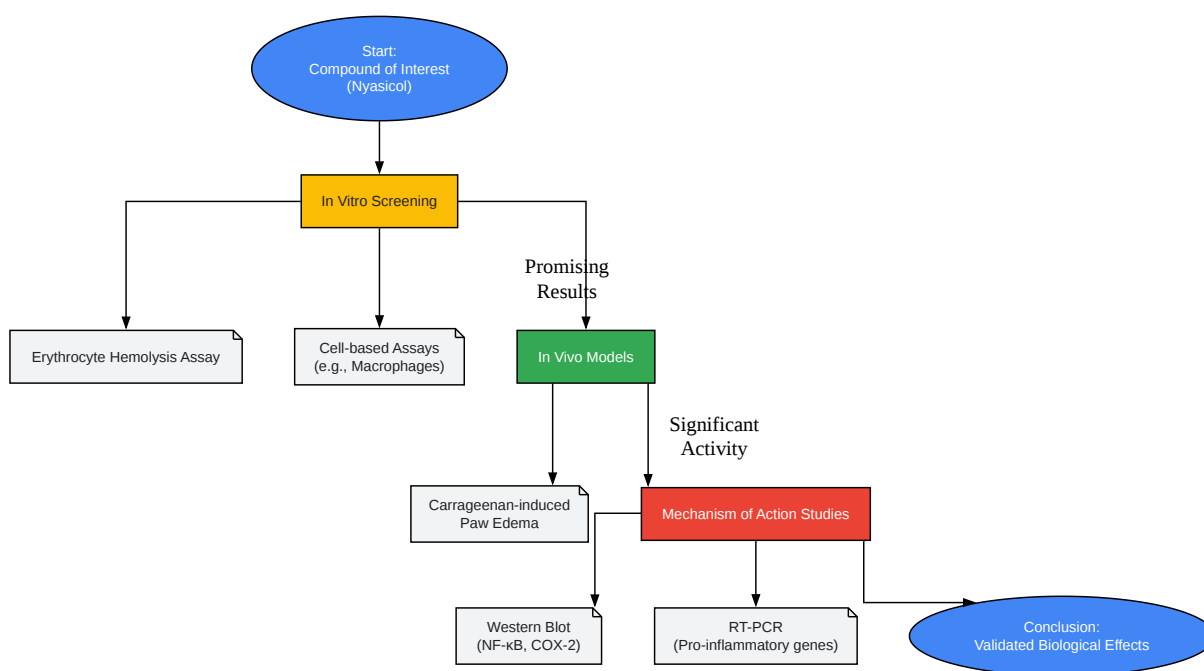 Start:
Compound of Interest
(Nyasicol)
In Vitro Screening
Promising
Results
Erythrocyte Hemolysis Assay
Cell-based Assays
(e.g., Macrophages)
In Vivo Models
Significant
Activity
Carrageenan-induced
Paw Edema
Mechanism of Action Studies
Western Blot
(NF-κB, COX-2)
RT-PCR
(Pro-inflammatory genes)
Conclusion:
Validated Biological Effects